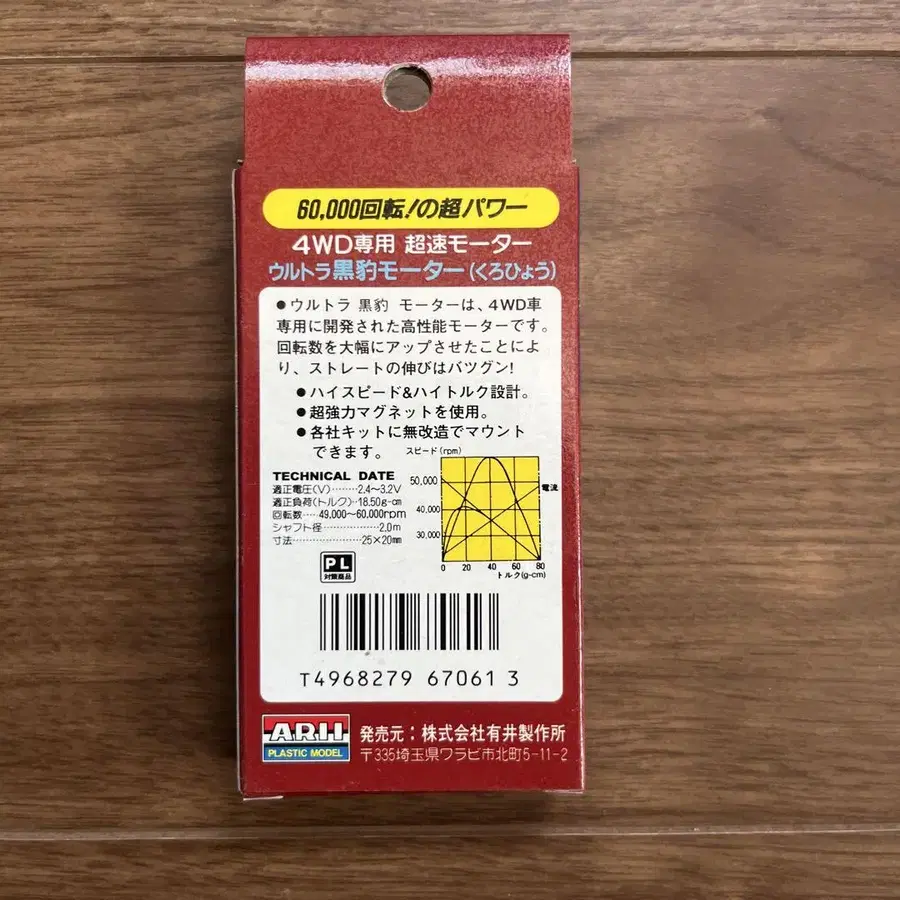 60,000回転!の超パワー
4WD専用 超速モーター
ウルトラ黒豹モーター(くろひょう)
●ウルトラ 黒豹 モーターは、4WD車
専用に開発された高性能モーターです。
回転数を大幅にアップさせたことによ
り、ストレートの伸びはバツグン!
●ハイスピード&ハイトルク設計。
●超強力マグネットを使用。
●各社キットに無改造でマウント
できます。
スピード(rpm)
50,000
40,000
30,000
電流
0 20 40 60 80
トルク(g-cm)
TECHNICAL DATE
適正電圧(V)········2.4〜3.2V
適正負荷(トルク)··18.50g-cm
回転数····49,000〜60,000rpm
シャフト径················2.0m
寸法·····················25×20mm
PL
対策商品
T4968279 67061 3
ARII
PLASTIC MODEL
発売元:株式会社有井製作所
〒335埼玉県ワラビ市北町5-11-2